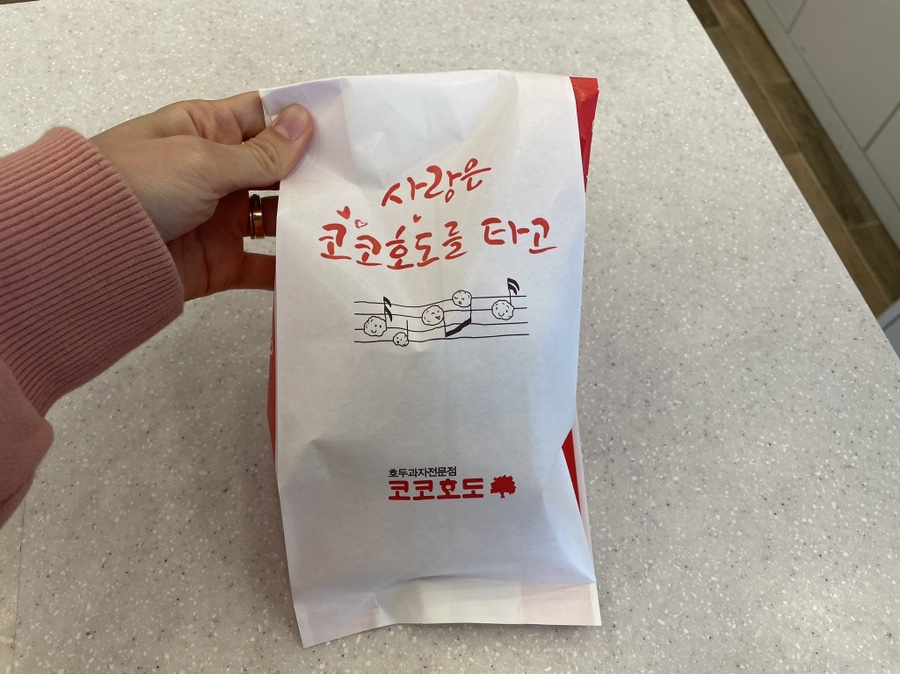 사랑은
코코호도를 타고
호두과자전문점
코코호도